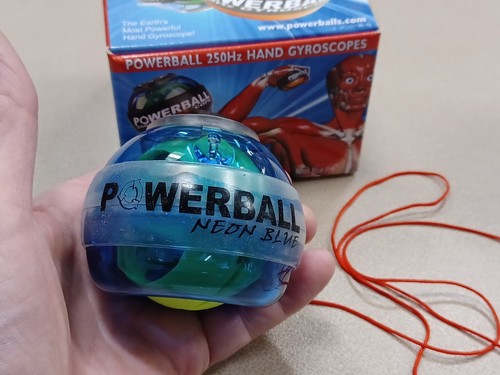 POWERBALL
The Earth's
Most Powerful
Hand Gyroscope!
www.powerballs.com
POWERBALL 250Hz HAND GYROSCOPES
POWERBALL
POWERBALL
NEON BLUE